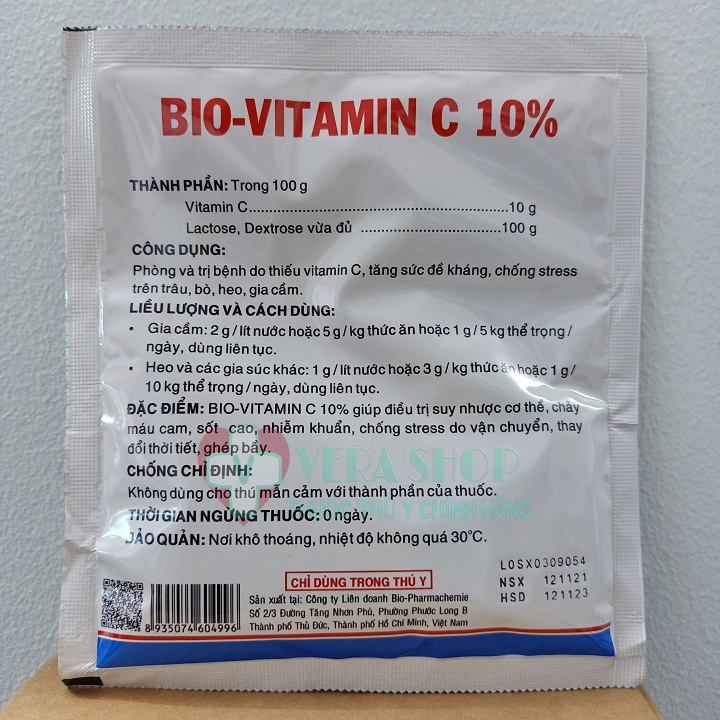 BIO-VITAMIN C 10%
THÀNH PHẦN: Trong 100 g
Vitamin C............................................................10 g
Lactose, Dextrose vừa đủ ................................100 g
CÔNG DỤNG:
Phòng và trị bệnh do thiếu vitamin C, tăng sức đề kháng, chống stress
trên trâu, bò, heo, gia cầm.
LIỀU LƯỢNG VÀ CÁCH DÙNG:
• Gia cầm: 2 g / lít nước hoặc 5 g / kg thức ăn hoặc 1 g / 5 kg thể trọng /
ngày, dùng liên tục.
• Heo và các gia súc khác: 1 g / lít nước hoặc 3 g / kg thức ăn hoặc 1 g /
10 kg thể trọng / ngày, dùng liên tục.
ĐẶC ĐIỂM: BIO-VITAMIN C 10% giúp điều trị suy nhược cơ thể, chảy
máu cam, sốt cao, nhiễm khuẩn, chống stress do vận chuyển, thay
đổi thời tiết, ghép bầy.
VERA SHOP
CHỐNG CHỈ ĐỊNH:
Không dùng cho thú mẫn cảm với thành phần của thuốc.
THUỐC THÚ Y CHÍNH HÃNG
THỜI GIAN NGỪNG THUỐC: 0 ngày.
BẢO QUẢN: Nơi khô thoáng, nhiệt độ không quá 30°C.
LOSX0309054
NSX 121121
HSD 121123
CHỈ DÙNG TRONG THÚ Y
Sản xuất tại: Công ty Liên doanh Bio-Pharmachemie
Số 2/3 Đường Tăng Nhơn Phú, Phường Phước Long B
Thành phố Thủ Đức, Thành phố Hồ Chí Minh, Việt Nam
8 935074 604996